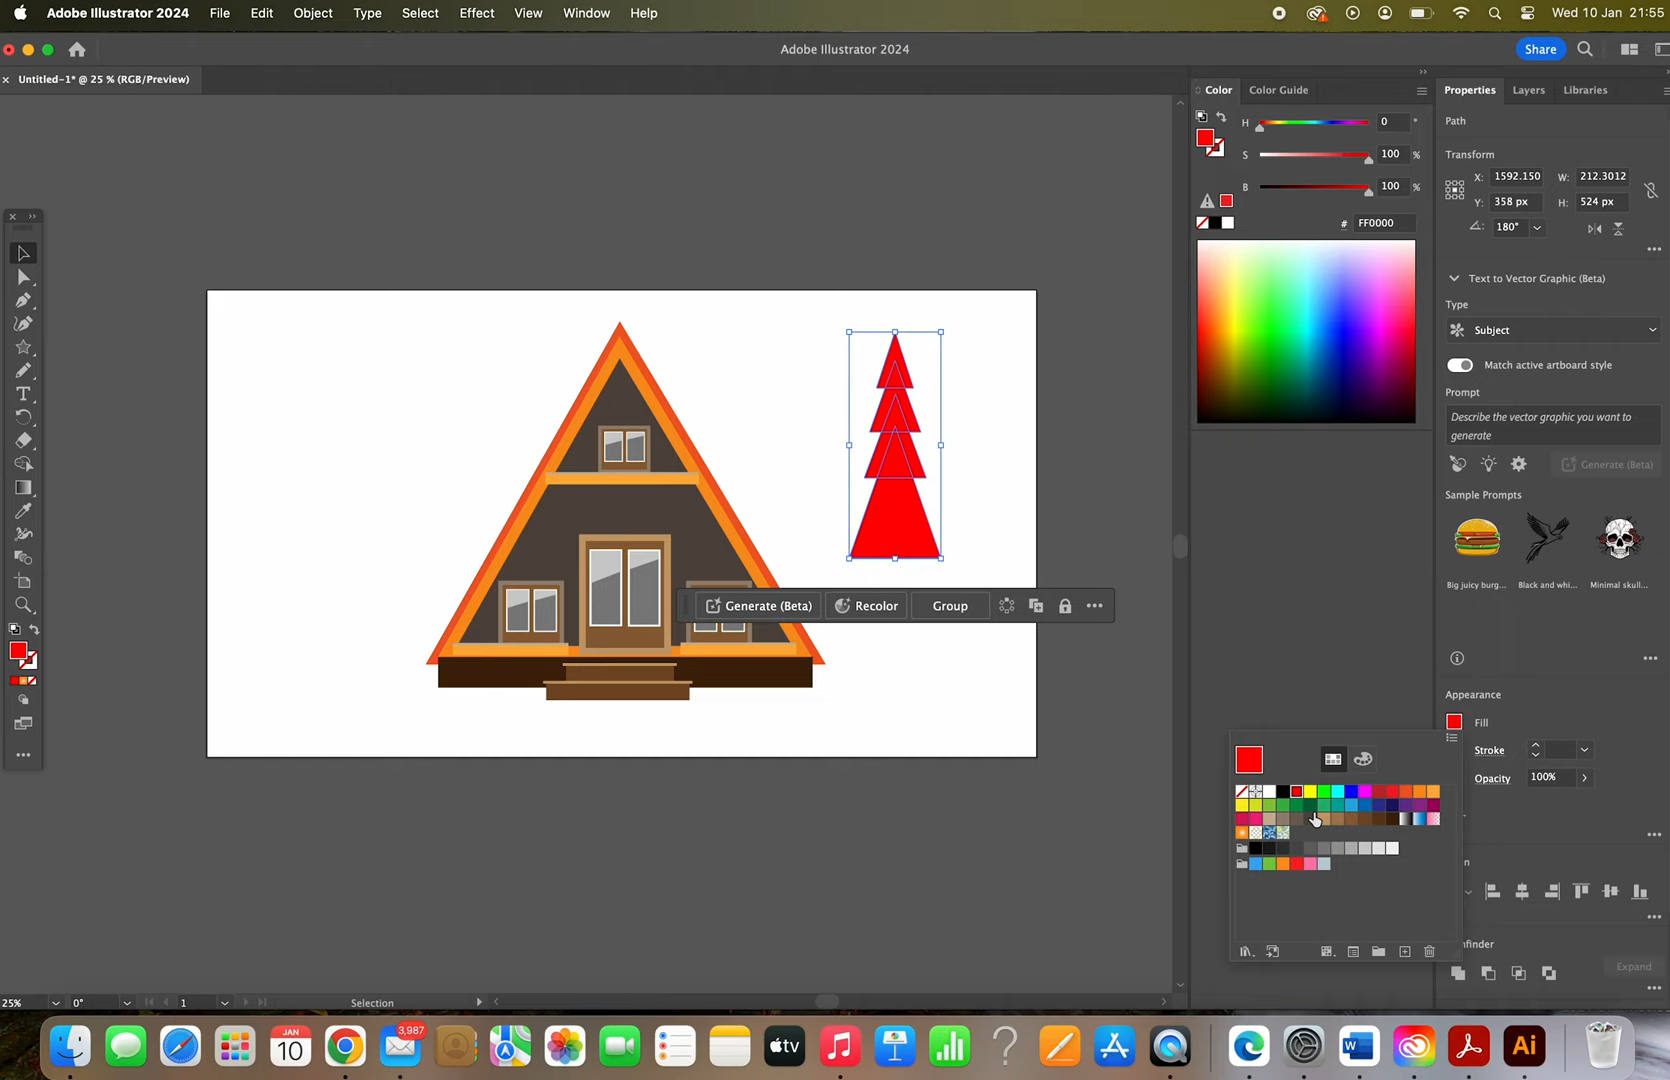 Adobe Illustrator 2024 File Edit Object Type Select Effect View Window Help Wed 10 Jan 21:55
Adobe Illustrator 2024 Share
× Untitled-1* @ 25 % (RGB/Preview)
Color Color Guide
H 0 °
S 100 %
B 100 %
# FF0000
Properties Layers Libraries
Path
Transform
X: 1592.150 W: 212.3012
Y: 358 px H: 524 px
180°
Text to Vector Graphic (Beta)
Type
Subject
Match active artboard style
Prompt
Describe the vector graphic you want to
generate
Generate (Beta)
Sample Prompts
Big juicy burg... Black and whi... Minimal skull...
Generate (Beta) Recolor Group
T
Appearance
Fill
Stroke
Opacity 100%
n
hfinder
Expand
25% 0° 1 Selection
JAN
10
3,987
tv
?
W
Ai